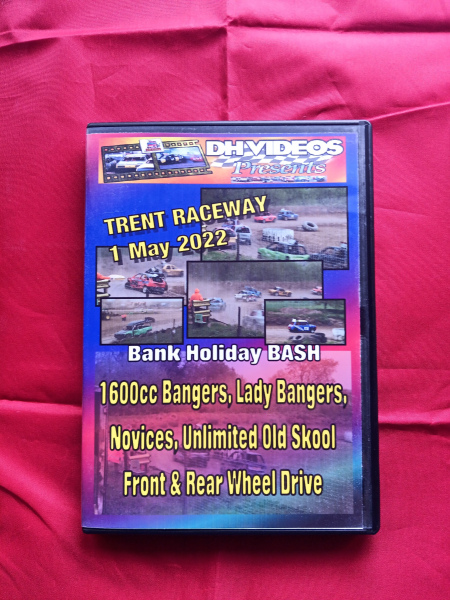 DH VIDEOS
Presents
TRENT RACEWAY
1 May 2022
Bank Holiday BASH
1600cc Bangers, Lady Bangers,
Novices, Unlimited Old Skool
Front & Rear Wheel Drive